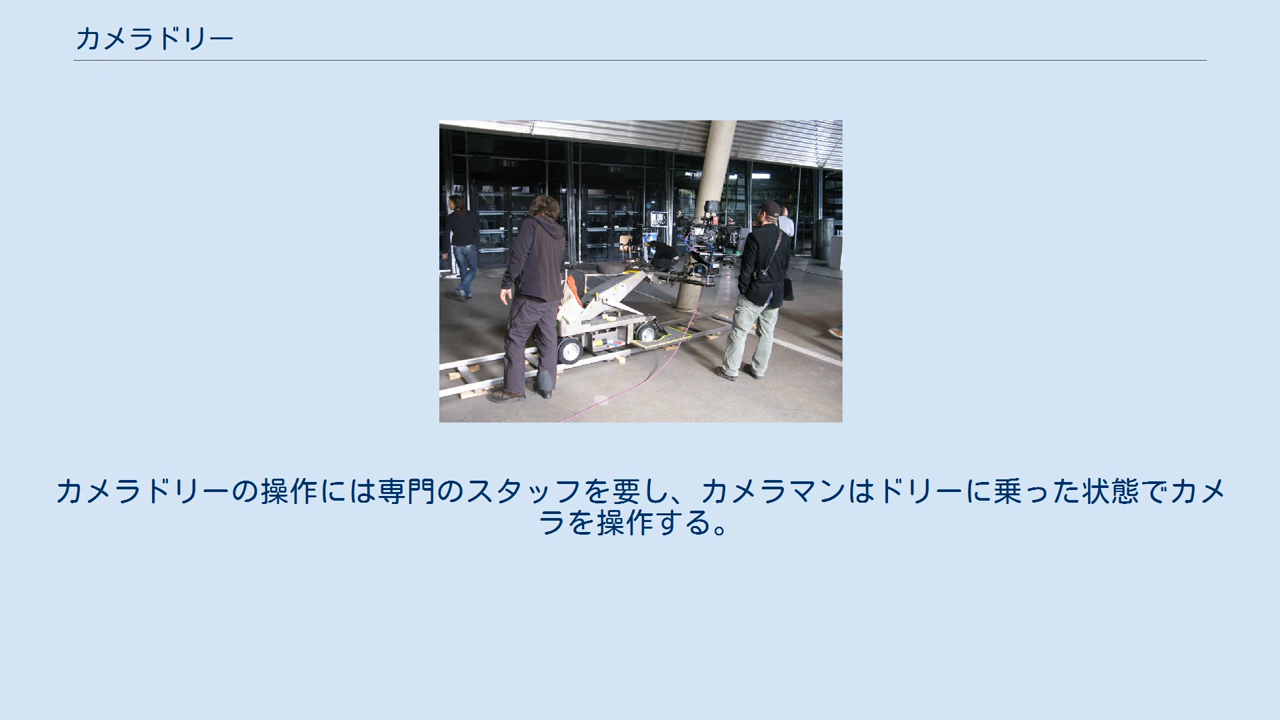 カメラドリー
カメラドリーの操作には専門のスタッフを要し、カメラマンはドリーに乗った状態でカメ
ラを操作する。